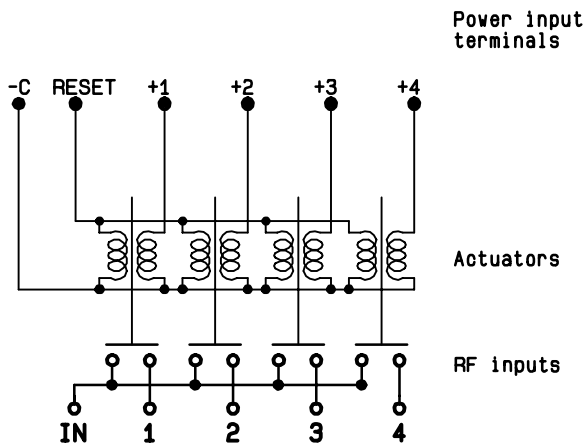 Power input
terminals
-C RESET +1 +2 +3 +4
Actuators
RF inputs
IN 1 2 3 4